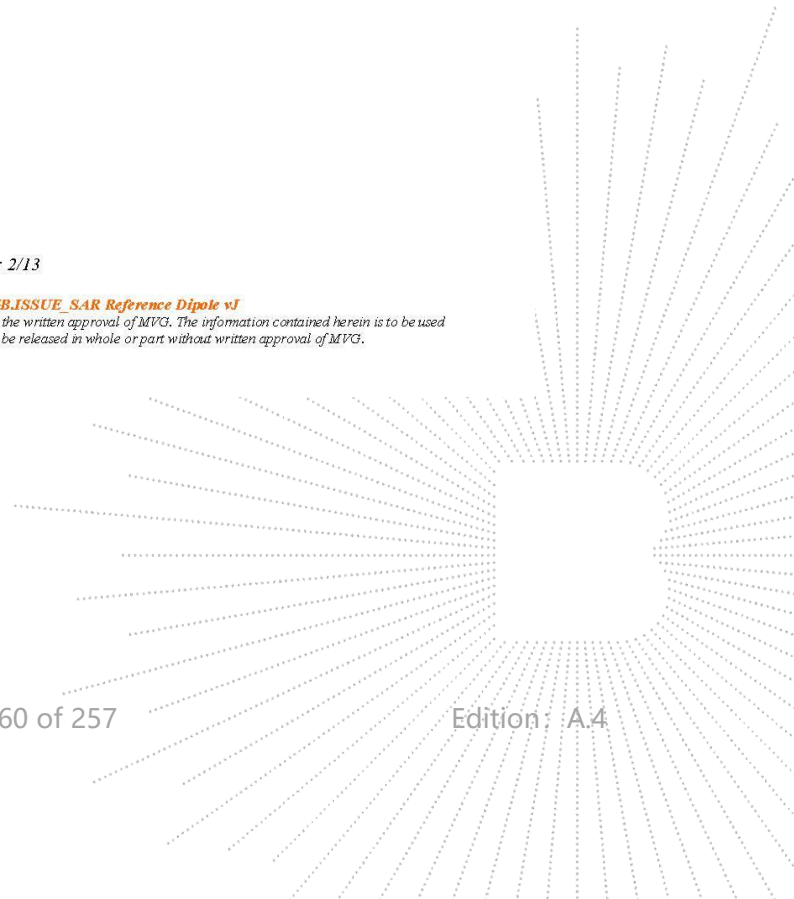 : 2/13
B.ISSUE_SAR Reference Dipole vJ
the written approval of MVG. The information contained herein is to be used
be released in whole or part without written approval of MVG.
60 of 257 Edition：A.4